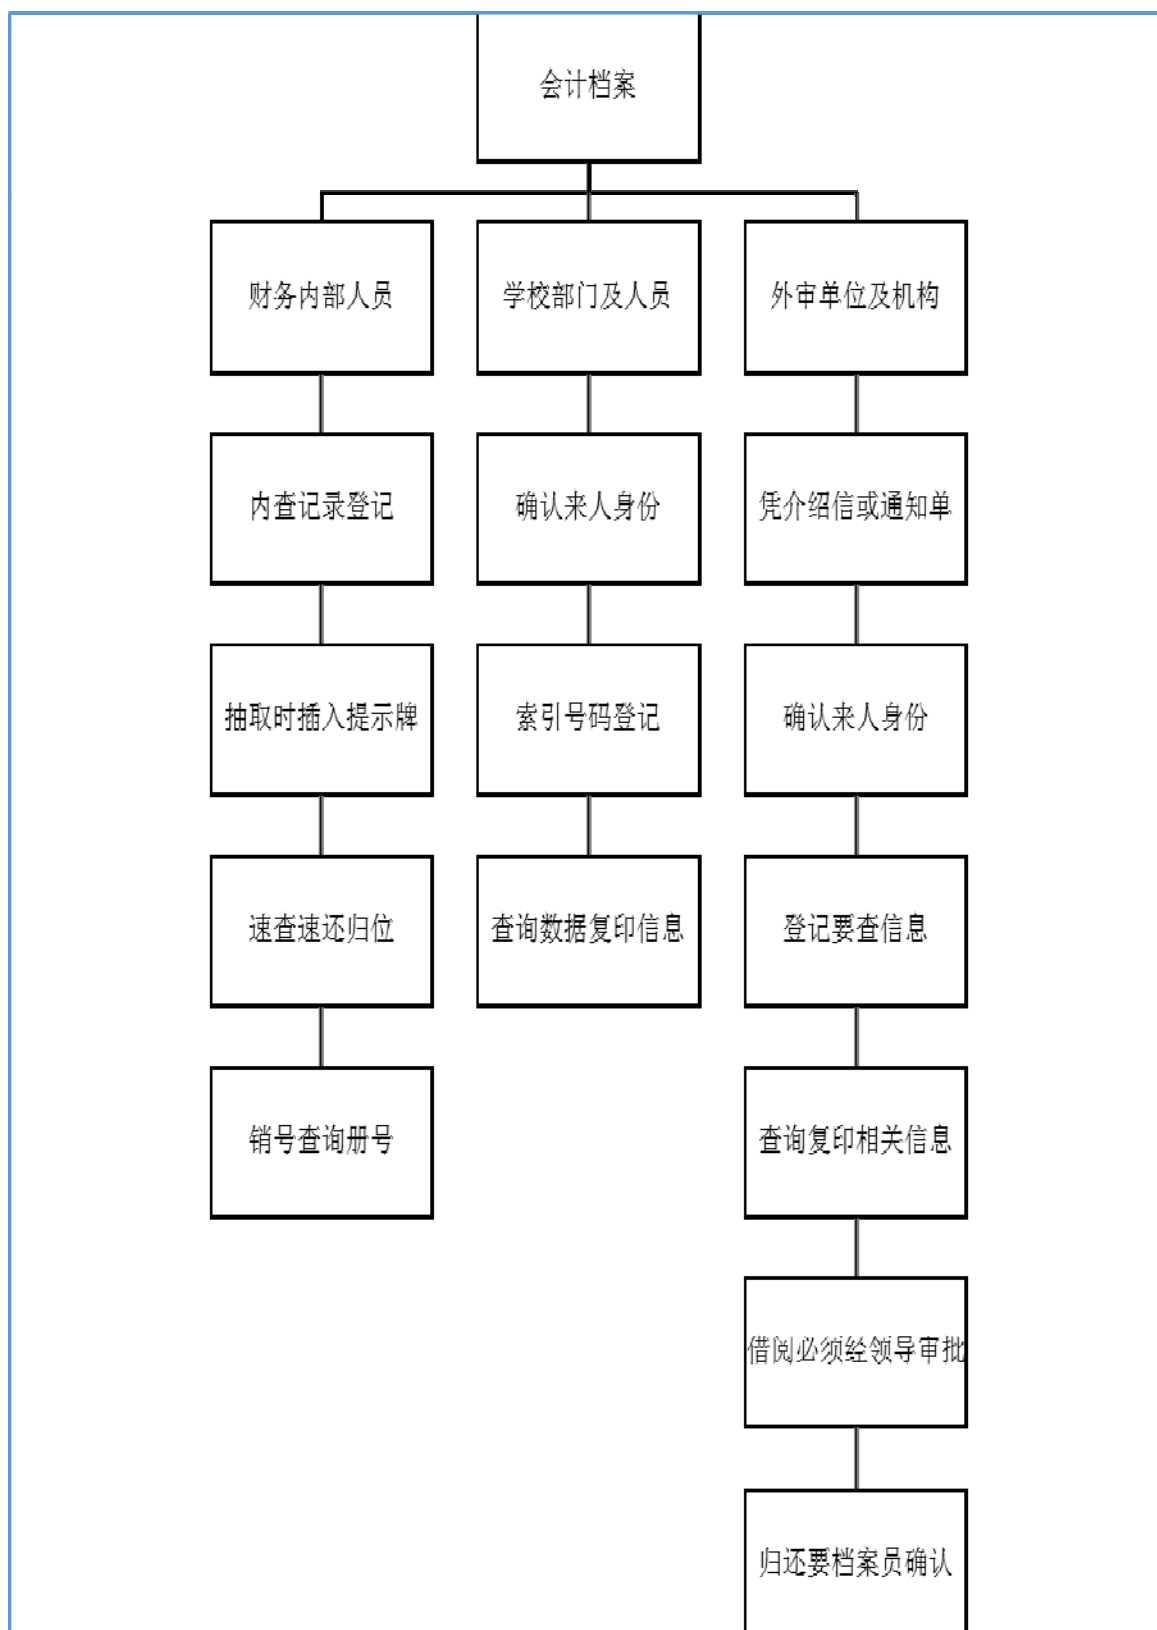 会计档案
财务内部人员
学校部门及人员
外审单位及机构
内查记录登记
确认来人身份
凭介绍信或通知单
抽取时插入提示牌
索引号码登记
确认来人身份
速查速还归位
查询数据复印信息
登记要查信息
销号查询册号
查询复印相关信息
借阅必须经领导审批
归还要档案员确认